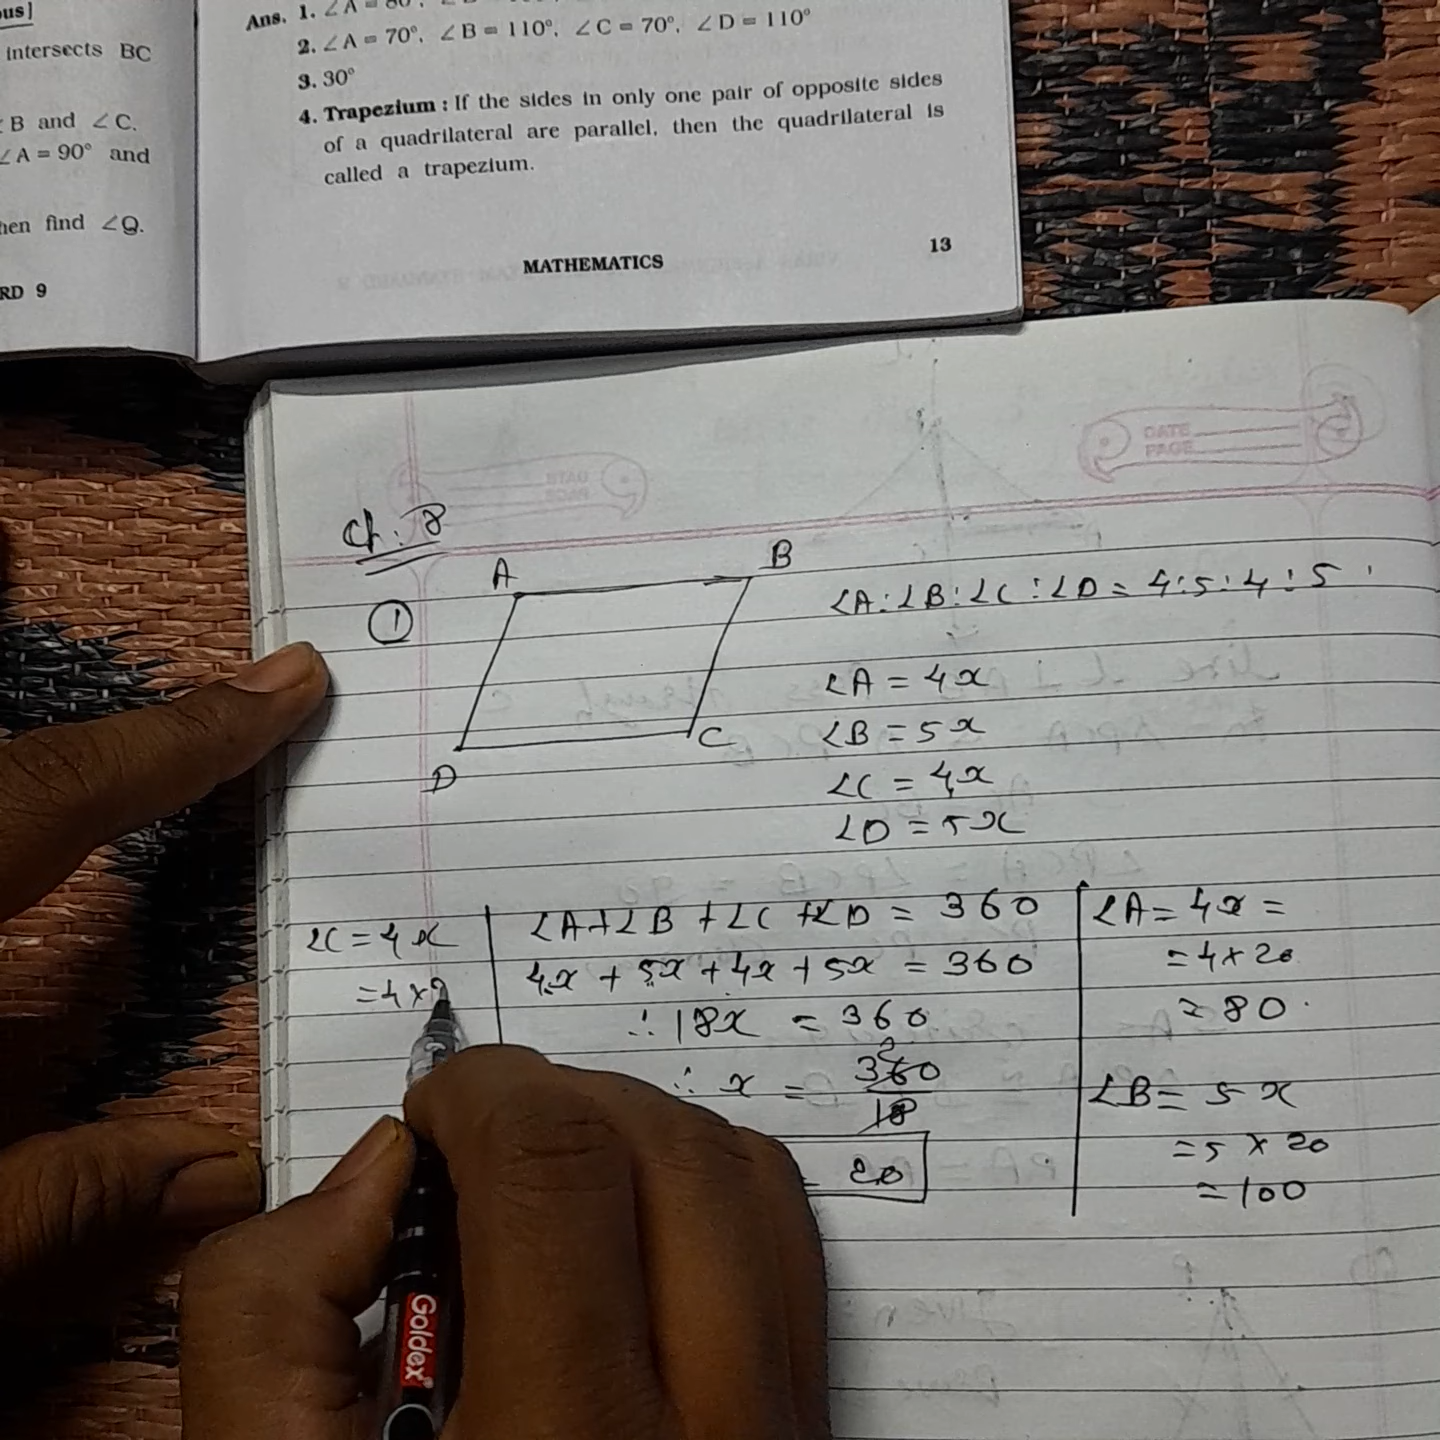 ous]
intersects BC
B and ∠C.
∠A = 90° and
hen find ∠Q.
RD 9
Ans. 1. ∠A = 80°, ∠
2. ∠A = 70°, ∠B = 110°, ∠C = 70°, ∠D = 110°
3. 30°
4. Trapezium : If the sides in only one pair of opposite sides
of a quadrilateral are parallel, then the quadrilateral is
called a trapezium.
MATHEMATICS
13
DATE
PAGE
Ch: 8
①
A
B
C
D
∠A:∠B:∠C:∠D = 4:5:4:5
∠A = 4x
∠B = 5x
∠C = 4x
∠D = 5x
∠C = 4x
= 4×2
∠A+∠B+∠C+∠D = 360
4x + 5x + 4x + 5x = 360
∴ 18x = 360
∴ x = 360/18
20
∠A = 4x =
= 4×20
= 80
∠B = 5x
= 5 × 20
= 100
Goldex